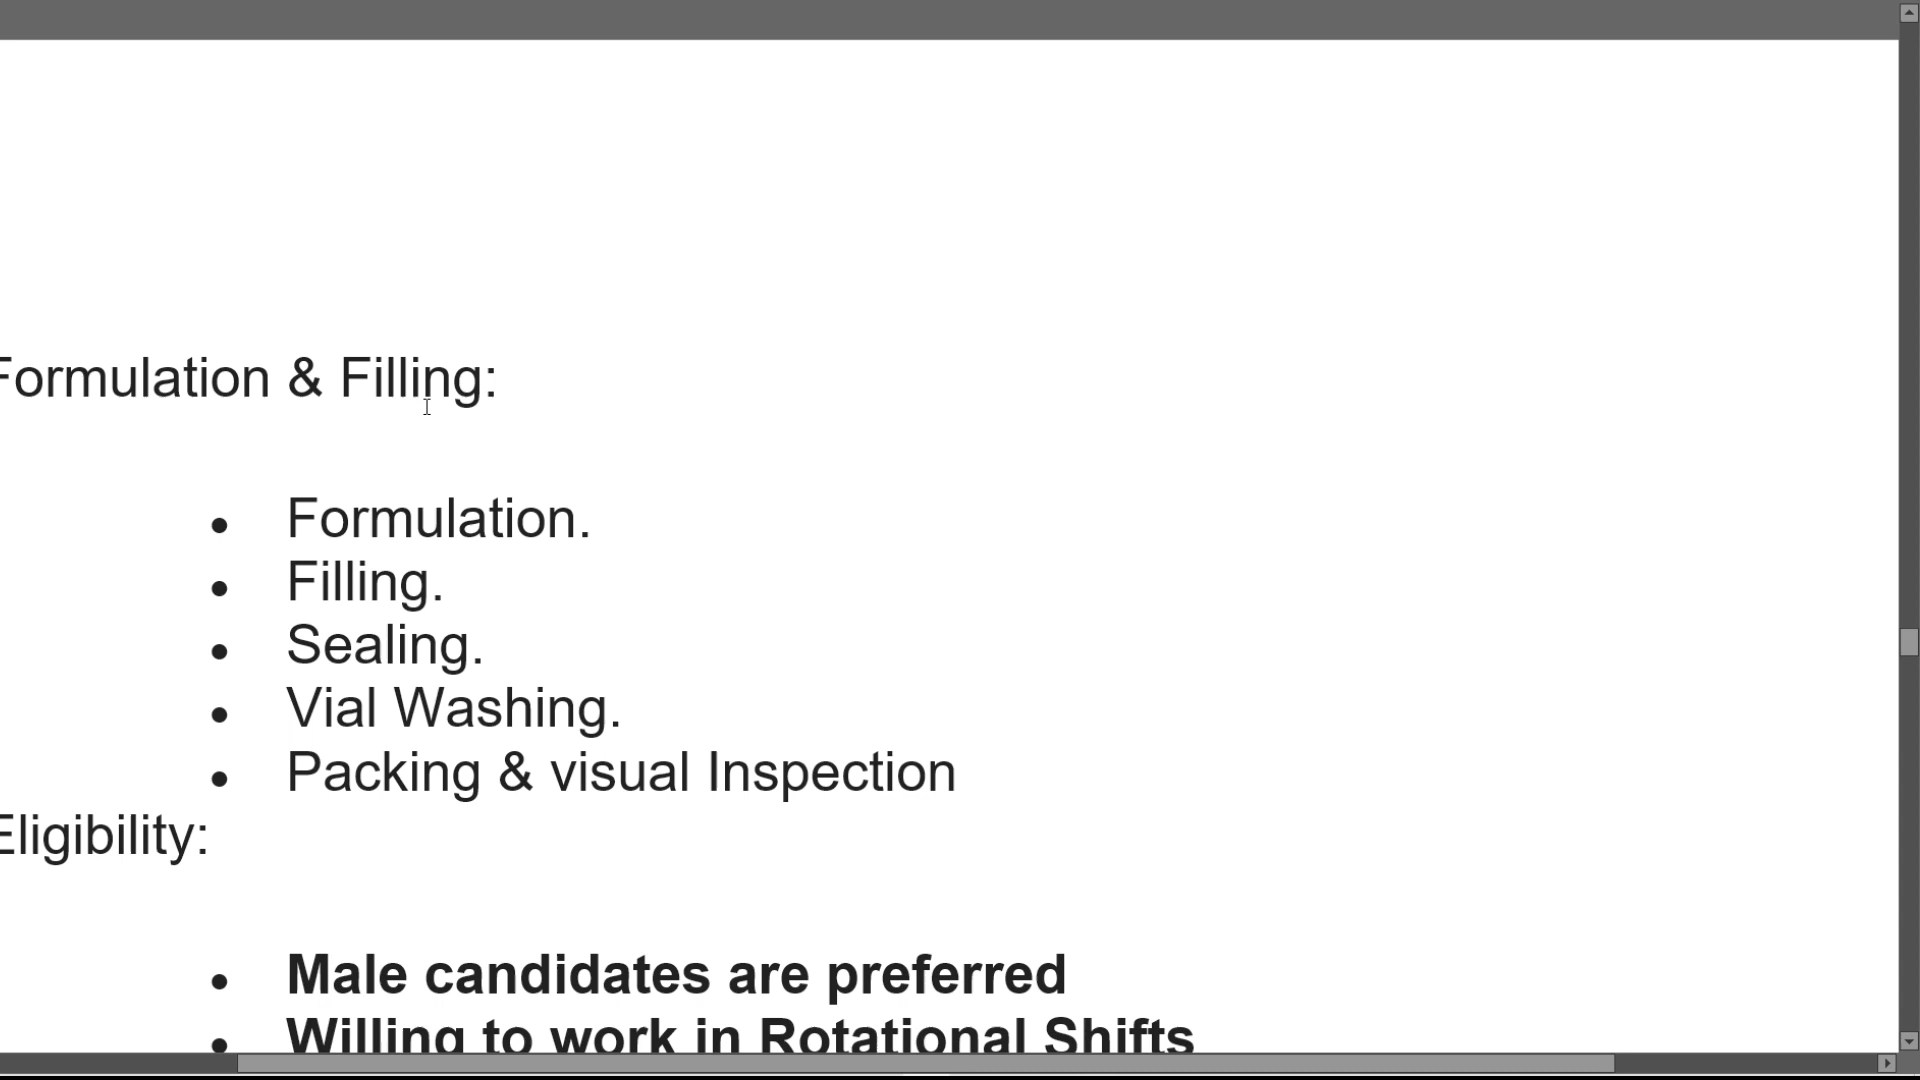 Formulation & Filling:
• Formulation.
• Filling.
• Sealing.
• Vial Washing.
• Packing & visual Inspection
Eligibility:
• Male candidates are preferred
• Willing to work in Rotational Shifts